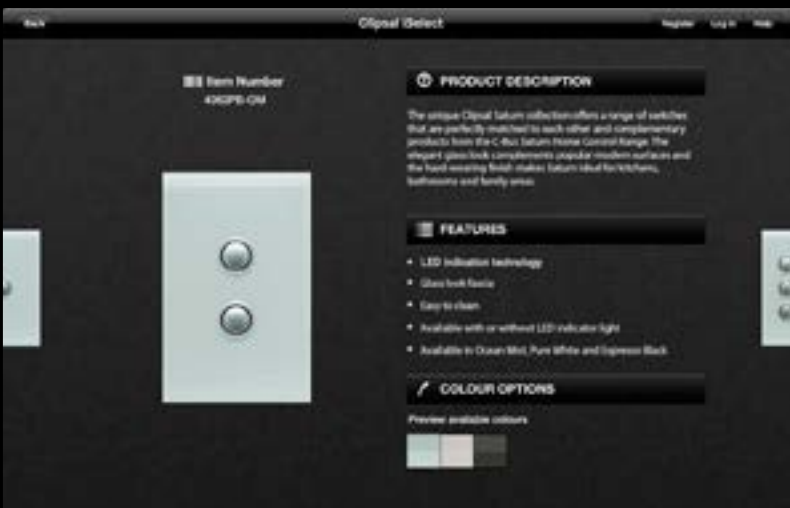 Back
Clipsal iSelect
Register Log in Help
Item Number
4062PB-OM
PRODUCT DESCRIPTION
The unique Clipsal Saturn collection offers a range of switches
that are perfectly matched to each other and complementary
products from the C-Bus Saturn Home Control Range. The
elegant glass look complements popular modern surfaces and
the hard wearing finish makes Saturn ideal for kitchens,
bathrooms and family areas.
FEATURES
• LED indication technology
• Glass look fascia
• Easy to clean
• Available with or without LED indicator light
• Available in Ocean Mist, Pure White and Espresso Black
COLOUR OPTIONS
Preview available colours